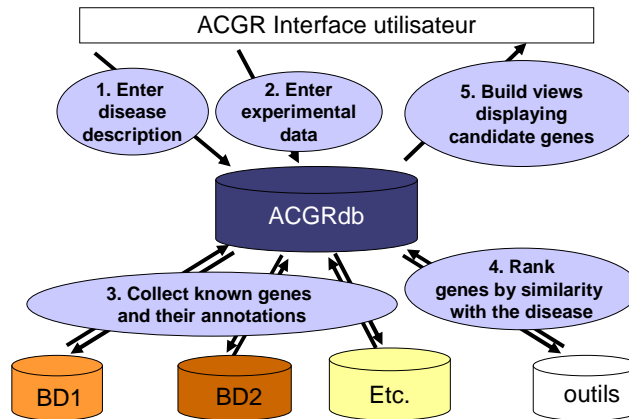 ACGR Interface utilisateur
1. Enter
disease
description
2. Enter
experimental
data
5. Build views
displaying
candidate genes
ACGRdb
3. Collect known genes
and their annotations
4. Rank
genes by similarity
with the disease
BD1
BD2
Etc.
outils